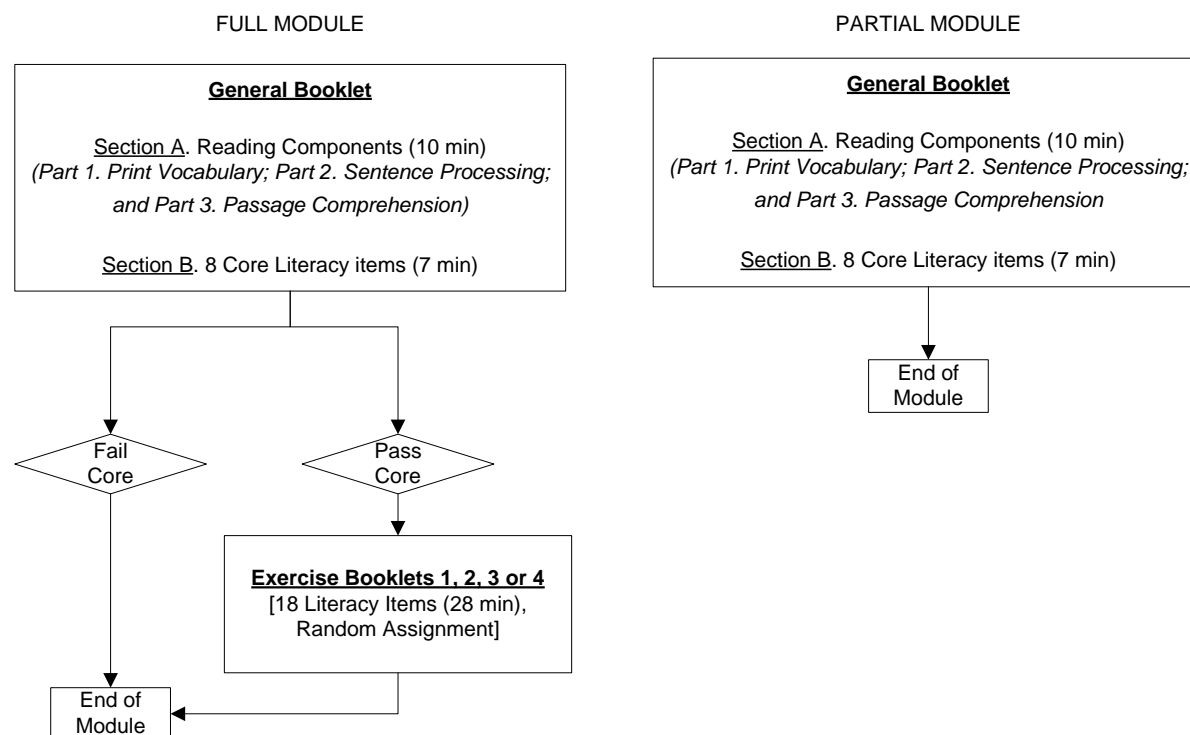 FULL MODULE
General Booklet
Section A. Reading Components (10 min)
(Part 1. Print Vocabulary; Part 2. Sentence Processing;
and Part 3. Passage Comprehension)
Section B. 8 Core Literacy items (7 min)
Fail
Core
Pass
Core
Exercise Booklets 1, 2, 3 or 4
[18 Literacy Items (28 min),
Random Assignment]
End of
Module
PARTIAL MODULE
General Booklet
Section A. Reading Components (10 min)
(Part 1. Print Vocabulary; Part 2. Sentence Processing;
and Part 3. Passage Comprehension
Section B. 8 Core Literacy items (7 min)
End of
Module